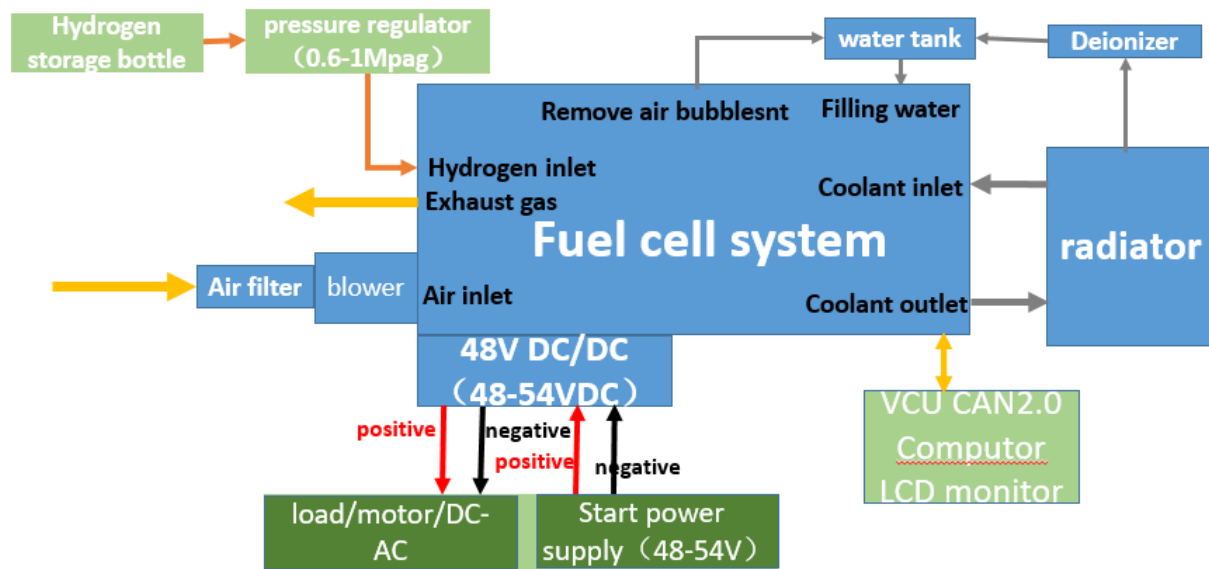 Hydrogen
storage bottle
pressure regulator
（0.6-1Mpag）
water tank
Deionizer
Remove air bubblesnt
Filling water
Hydrogen inlet
Exhaust gas
Coolant inlet
Fuel cell system
radiator
Air filter
blower
Air inlet
Coolant outlet
48V DC/DC
（48-54VDC）
positive
negative
positive
negative
VCU CAN2.0
Computor
LCD monitor
load/motor/DC-
AC
Start power
supply（48-54V）